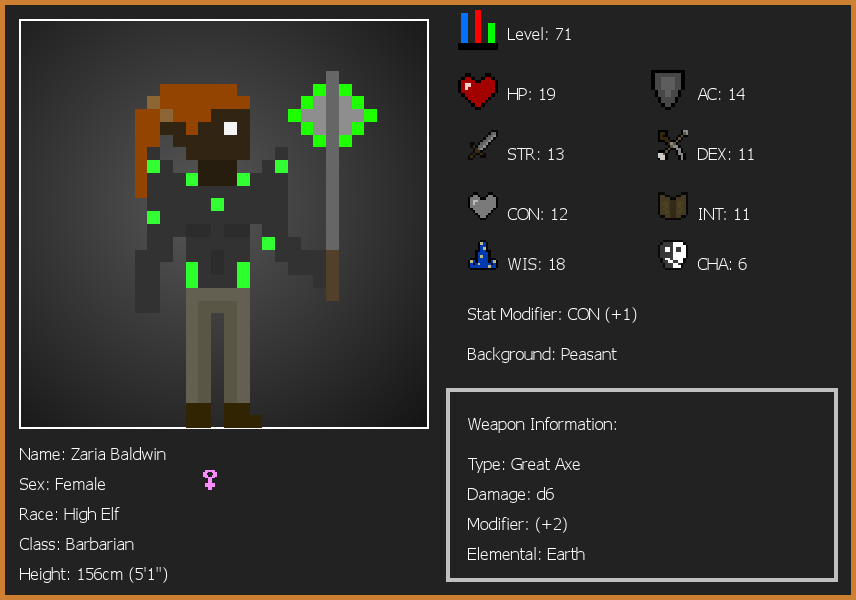 Level: 71
HP: 19
AC: 14
STR: 13
DEX: 11
CON: 12
INT: 11
WIS: 18
CHA: 6
Stat Modifier: CON (+1)
Background: Peasant
Weapon Information:
Type: Great Axe
Damage: d6
Modifier: (+2)
Elemental: Earth
Name: Zaria Baldwin
Sex: Female
Race: High Elf
Class: Barbarian
Height: 156cm (5'1")